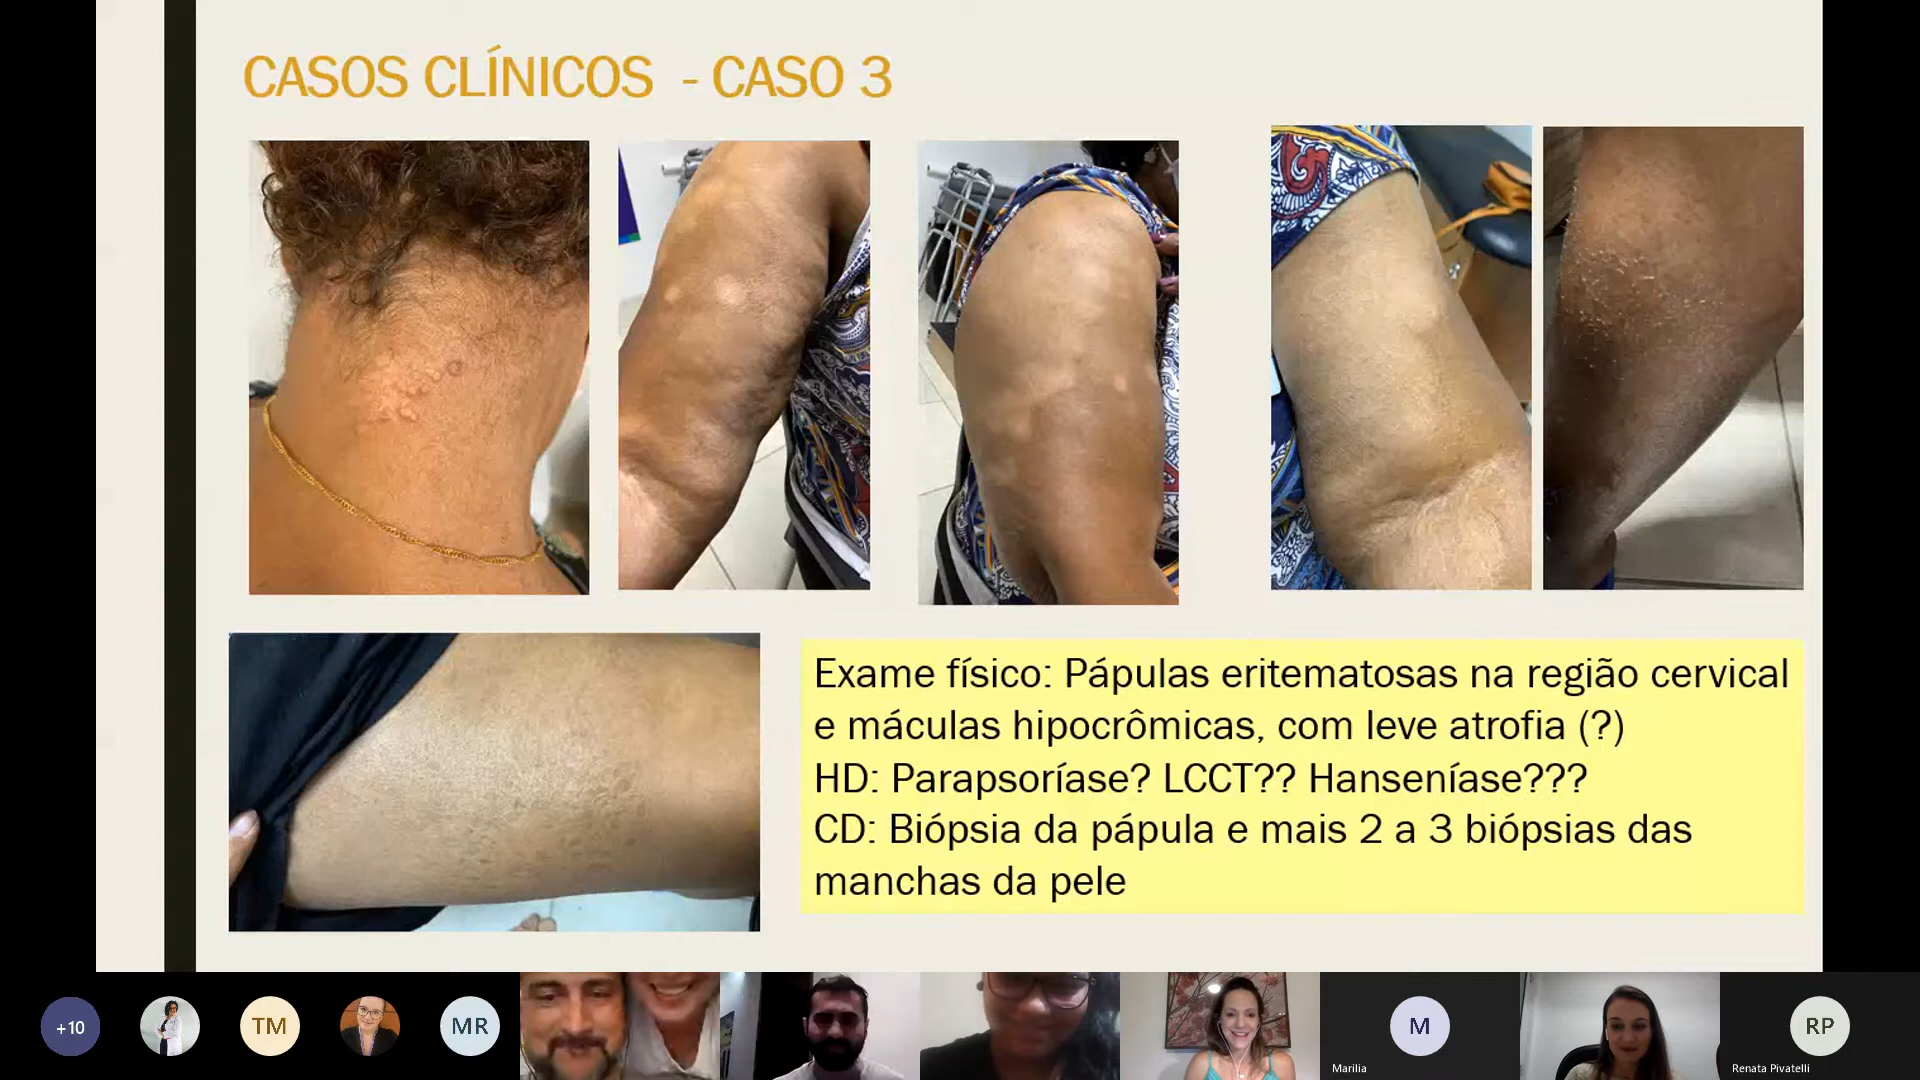 CASOS CLÍNICOS - CASO 3
Exame físico: Pápulas eritematosas na região cervical
e máculas hipocrômicas, com leve atrofia (?)
HD: Parapsoríase? LCCT?? Hanseníase???
CD: Biópsia da pápula e mais 2 a 3 biópsias das
manchas da pele
+10
TM
MR
M
Marilia
RP
Renata Pivatelli